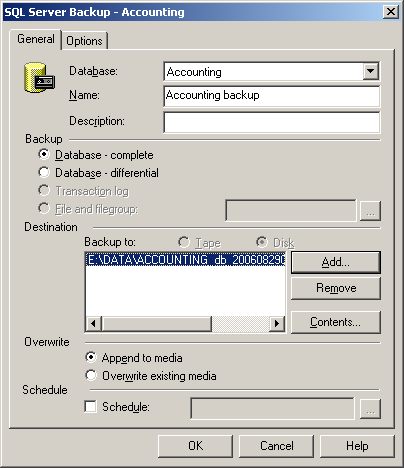 SQL Server Backup - Accounting
General Options
Database: Accounting
Name: Accounting backup
Description:
Backup
Database - complete
Database - differential
Transaction log
File and filegroup: ...
Destination
Backup to: Tape Disk
E:\DATA\ACCOUNTING_db_200608290
Add...
Remove
Contents...
Overwrite
Append to media
Overwrite existing media
Schedule
Schedule: ...
OK Cancel Help